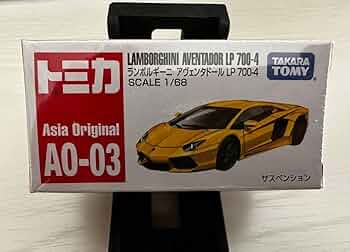 トミカ
Asia Original
AO-03
LAMBORGHINI AVENTADOR LP 700-4
ランボルギーニ アヴェンタドール LP 700-4
SCALE 1/68
TAKARA
TOMY
サスペンション